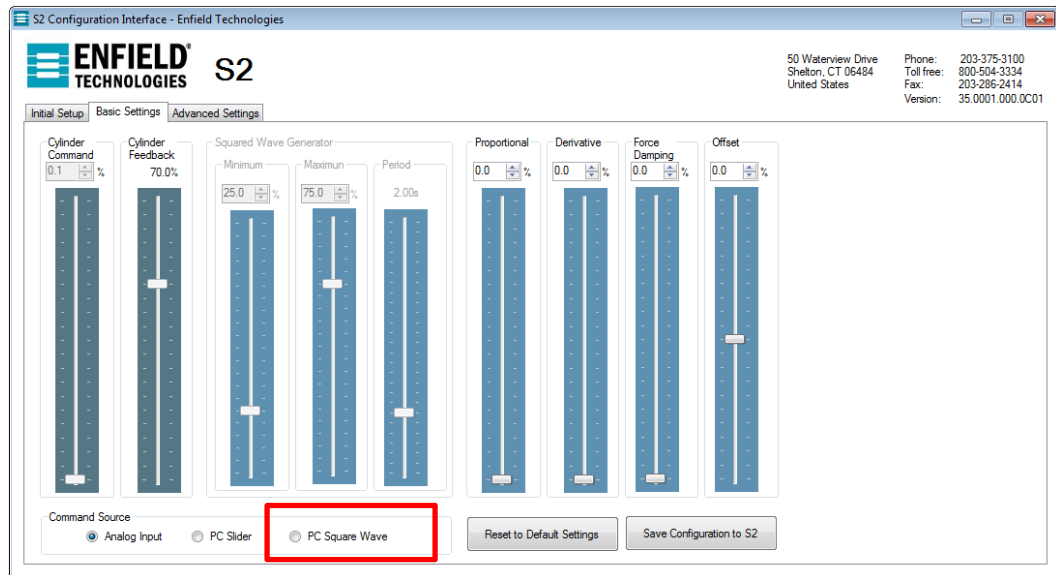 S2 Configuration Interface - Enfield Technologies
ENFIELD®
TECHNOLOGIES
S2
50 Waterview Drive
Shelton, CT 06484
United States
Phone: 203-375-3100
Toll free: 800-504-3334
Fax: 203-286-2414
Version: 35.0001.000.0C01
Initial Setup Basic Settings Advanced Settings
Cylinder Command
0.1 %
Cylinder Feedback
70.0%
Squared Wave Generator
Minimum
25.0 %
Maximun
75.0 %
Period
2.00s
Proportional
0.0 %
Derivative
0.0 %
Force Damping
0.0 %
Offset
0.0 %
Command Source
Analog Input PC Slider PC Square Wave
Reset to Default Settings
Save Configuration to S2